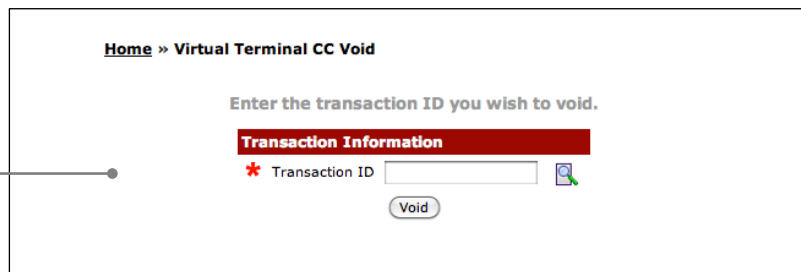 Home » Virtual Terminal CC Void
Enter the transaction ID you wish to void.
Transaction Information
* Transaction ID
Void